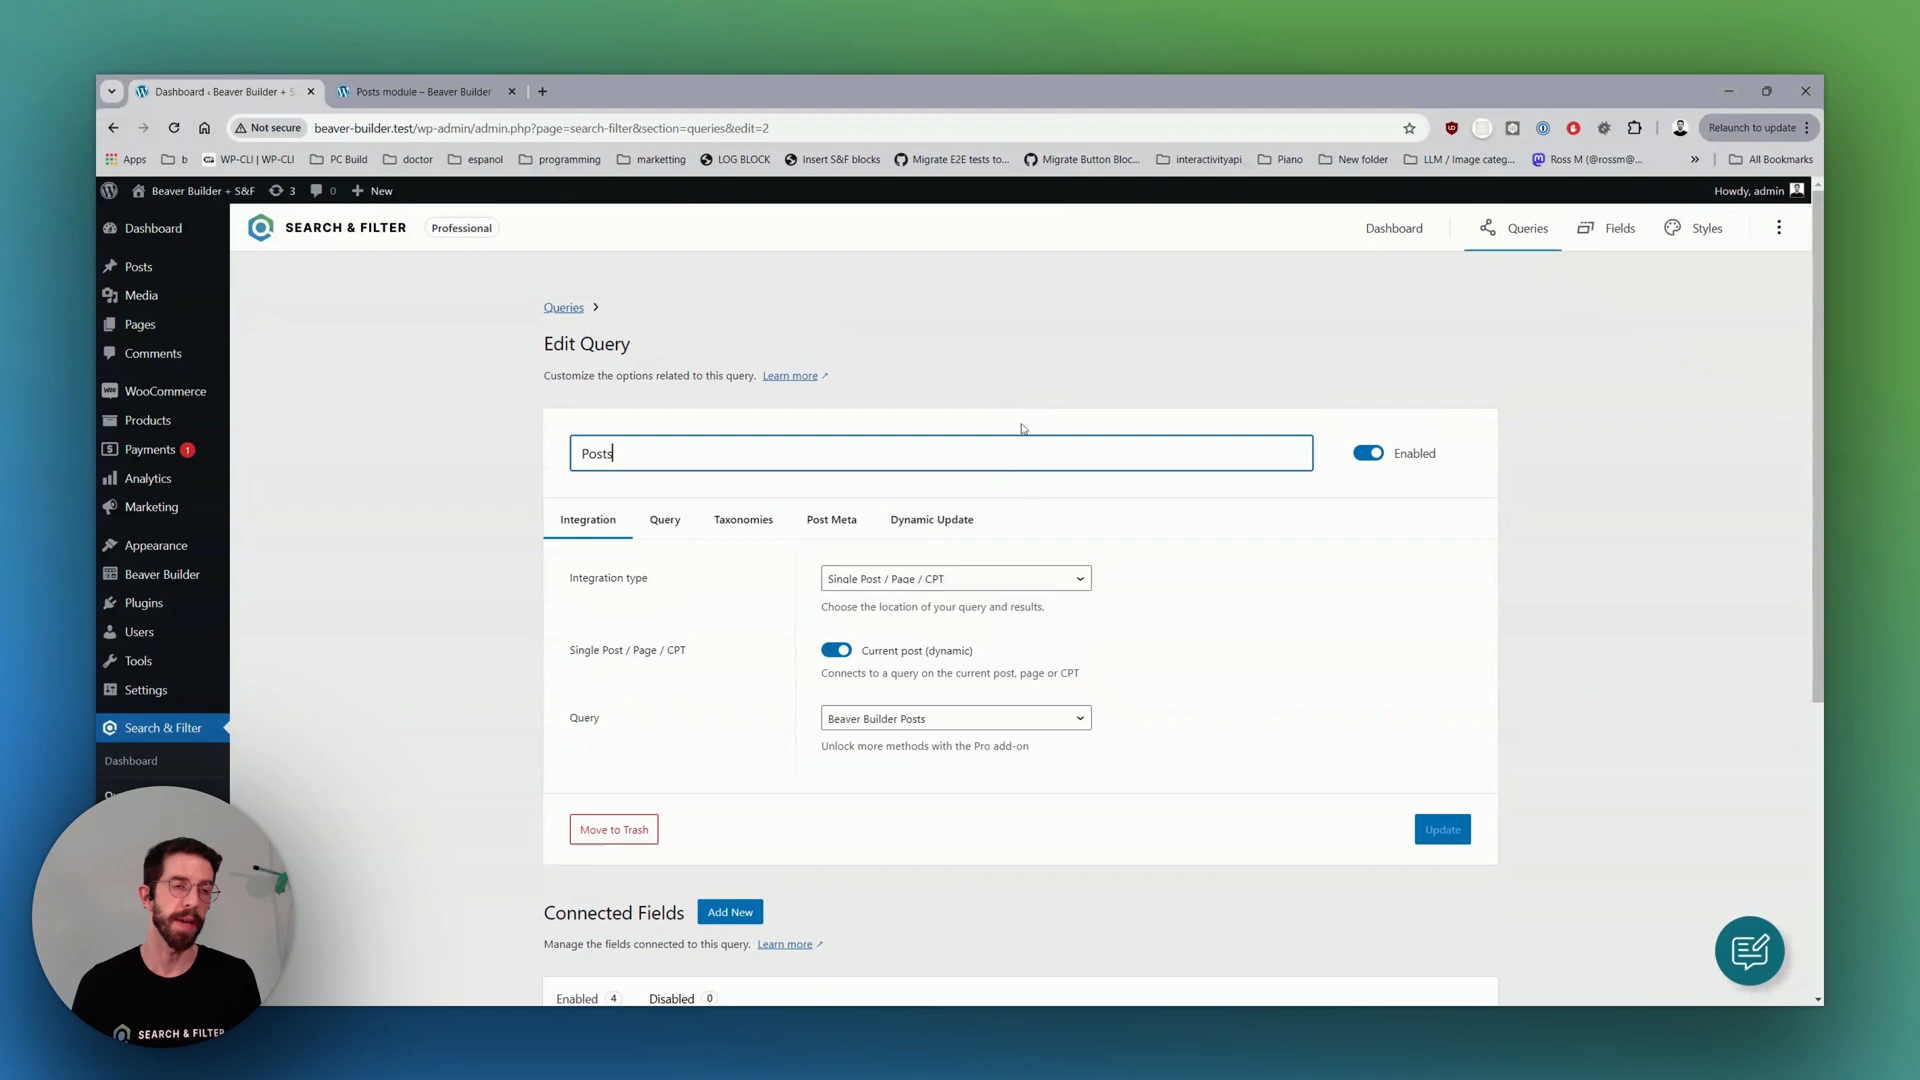 Dashboard ‹ Beaver Builder + S
Posts module – Beaver Builder
Not secure
beaver-builder.test/wp-admin/admin.php?page=search-filter&section=queries&edit=2
Relaunch to update
Apps
b
WP-CLI | WP-CLI
PC Build
doctor
espanol
programming
marketting
LOG BLOCK
Insert S&F blocks
Migrate E2E tests to...
Migrate Button Bloc...
interactivityapi
Piano
New folder
LLM / Image categ...
Ross M (@rossm@...
»
All Bookmarks
Beaver Builder + S&F
3
0
New
Howdy, admin
Dashboard
Posts
Media
Pages
Comments
WooCommerce
Products
Payments 1
Analytics
Marketing
Appearance
Beaver Builder
Plugins
Users
Tools
Settings
Search & Filter
Dashboard
SEARCH & FILTER
Professional
Dashboard
Queries
Fields
Styles
Queries
Edit Query
Customize the options related to this query. Learn more ↗
Posts
Enabled
Integration
Query
Taxonomies
Post Meta
Dynamic Update
Integration type
Single Post / Page / CPT
Choose the location of your query and results.
Single Post / Page / CPT
Current post (dynamic)
Connects to a query on the current post, page or CPT
Query
Beaver Builder Posts
Unlock more methods with the Pro add-on
Move to Trash
Update
Connected Fields
Add New
Manage the fields connected to this query. Learn more ↗
Enabled 4
Disabled 0
SEARCH & FILTER